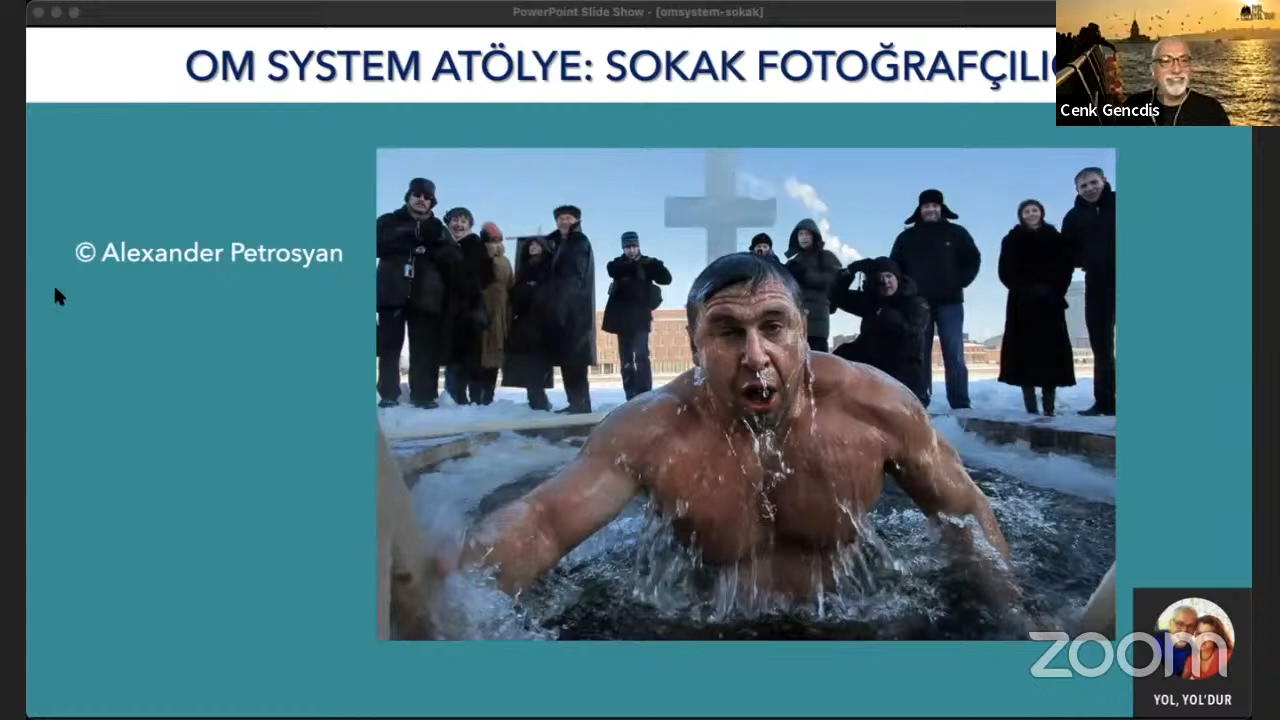 PowerPoint Slide Show - [omsystem-sokak]
OM SYSTEM ATÖLYE: SOKAK FOTOĞRAFÇILI
Cenk Gencdis
© Alexander Petrosyan
zoom
YOL, YOL'DUR